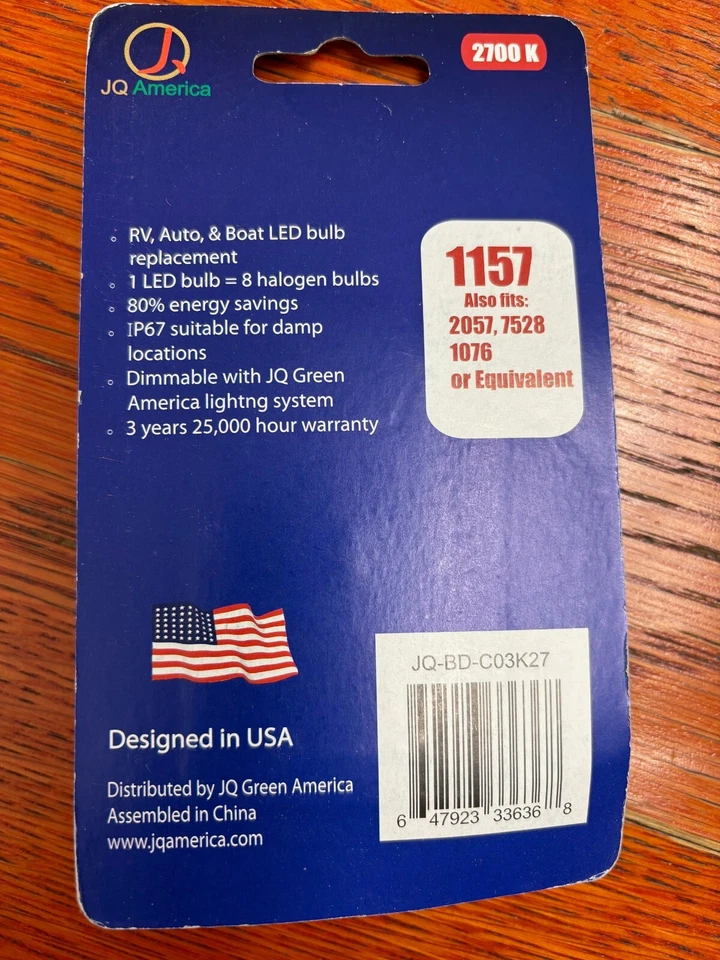 JQ America
2700 K
RV, Auto, & Boat LED bulb
replacement
1 LED bulb = 8 halogen bulbs
80% energy savings
IP67 suitable for damp
locations
Dimmable with JQ Green
America lightng system
3 years 25,000 hour warranty
1157
Also fits:
2057, 7528
1076
or Equivalent
Designed in USA
Distributed by JQ Green America
Assembled in China
www.jqamerica.com
JQ-BD-C03K27
6 47923 33636 8